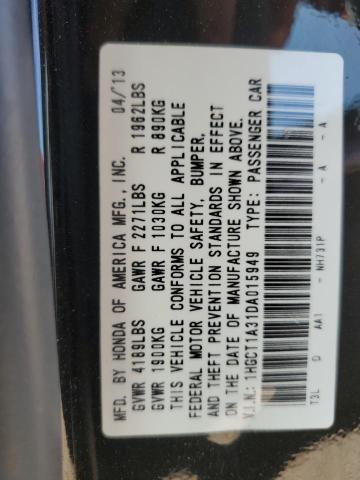 MFD. BY HONDA OF AMERICA MFG., INC. 04/'13
GVWR 4189LBS GAWR F 2271LBS R 1962LBS
GVWR 1900KG GAWR F 1030KG R 890KG
THIS VEHICLE CONFORMS TO ALL APPLICABLE
FEDERAL MOTOR VEHICLE SAFETY, BUMPER,
AND THEFT PREVENTION STANDARDS IN EFFECT
ON THE DATE OF MANUFACTURE SHOWN ABOVE.
V.I.N.: 1HGCT1A31DA015949 TYPE: PASSENGER CAR
T3L D AA1 - NH731P - A - A